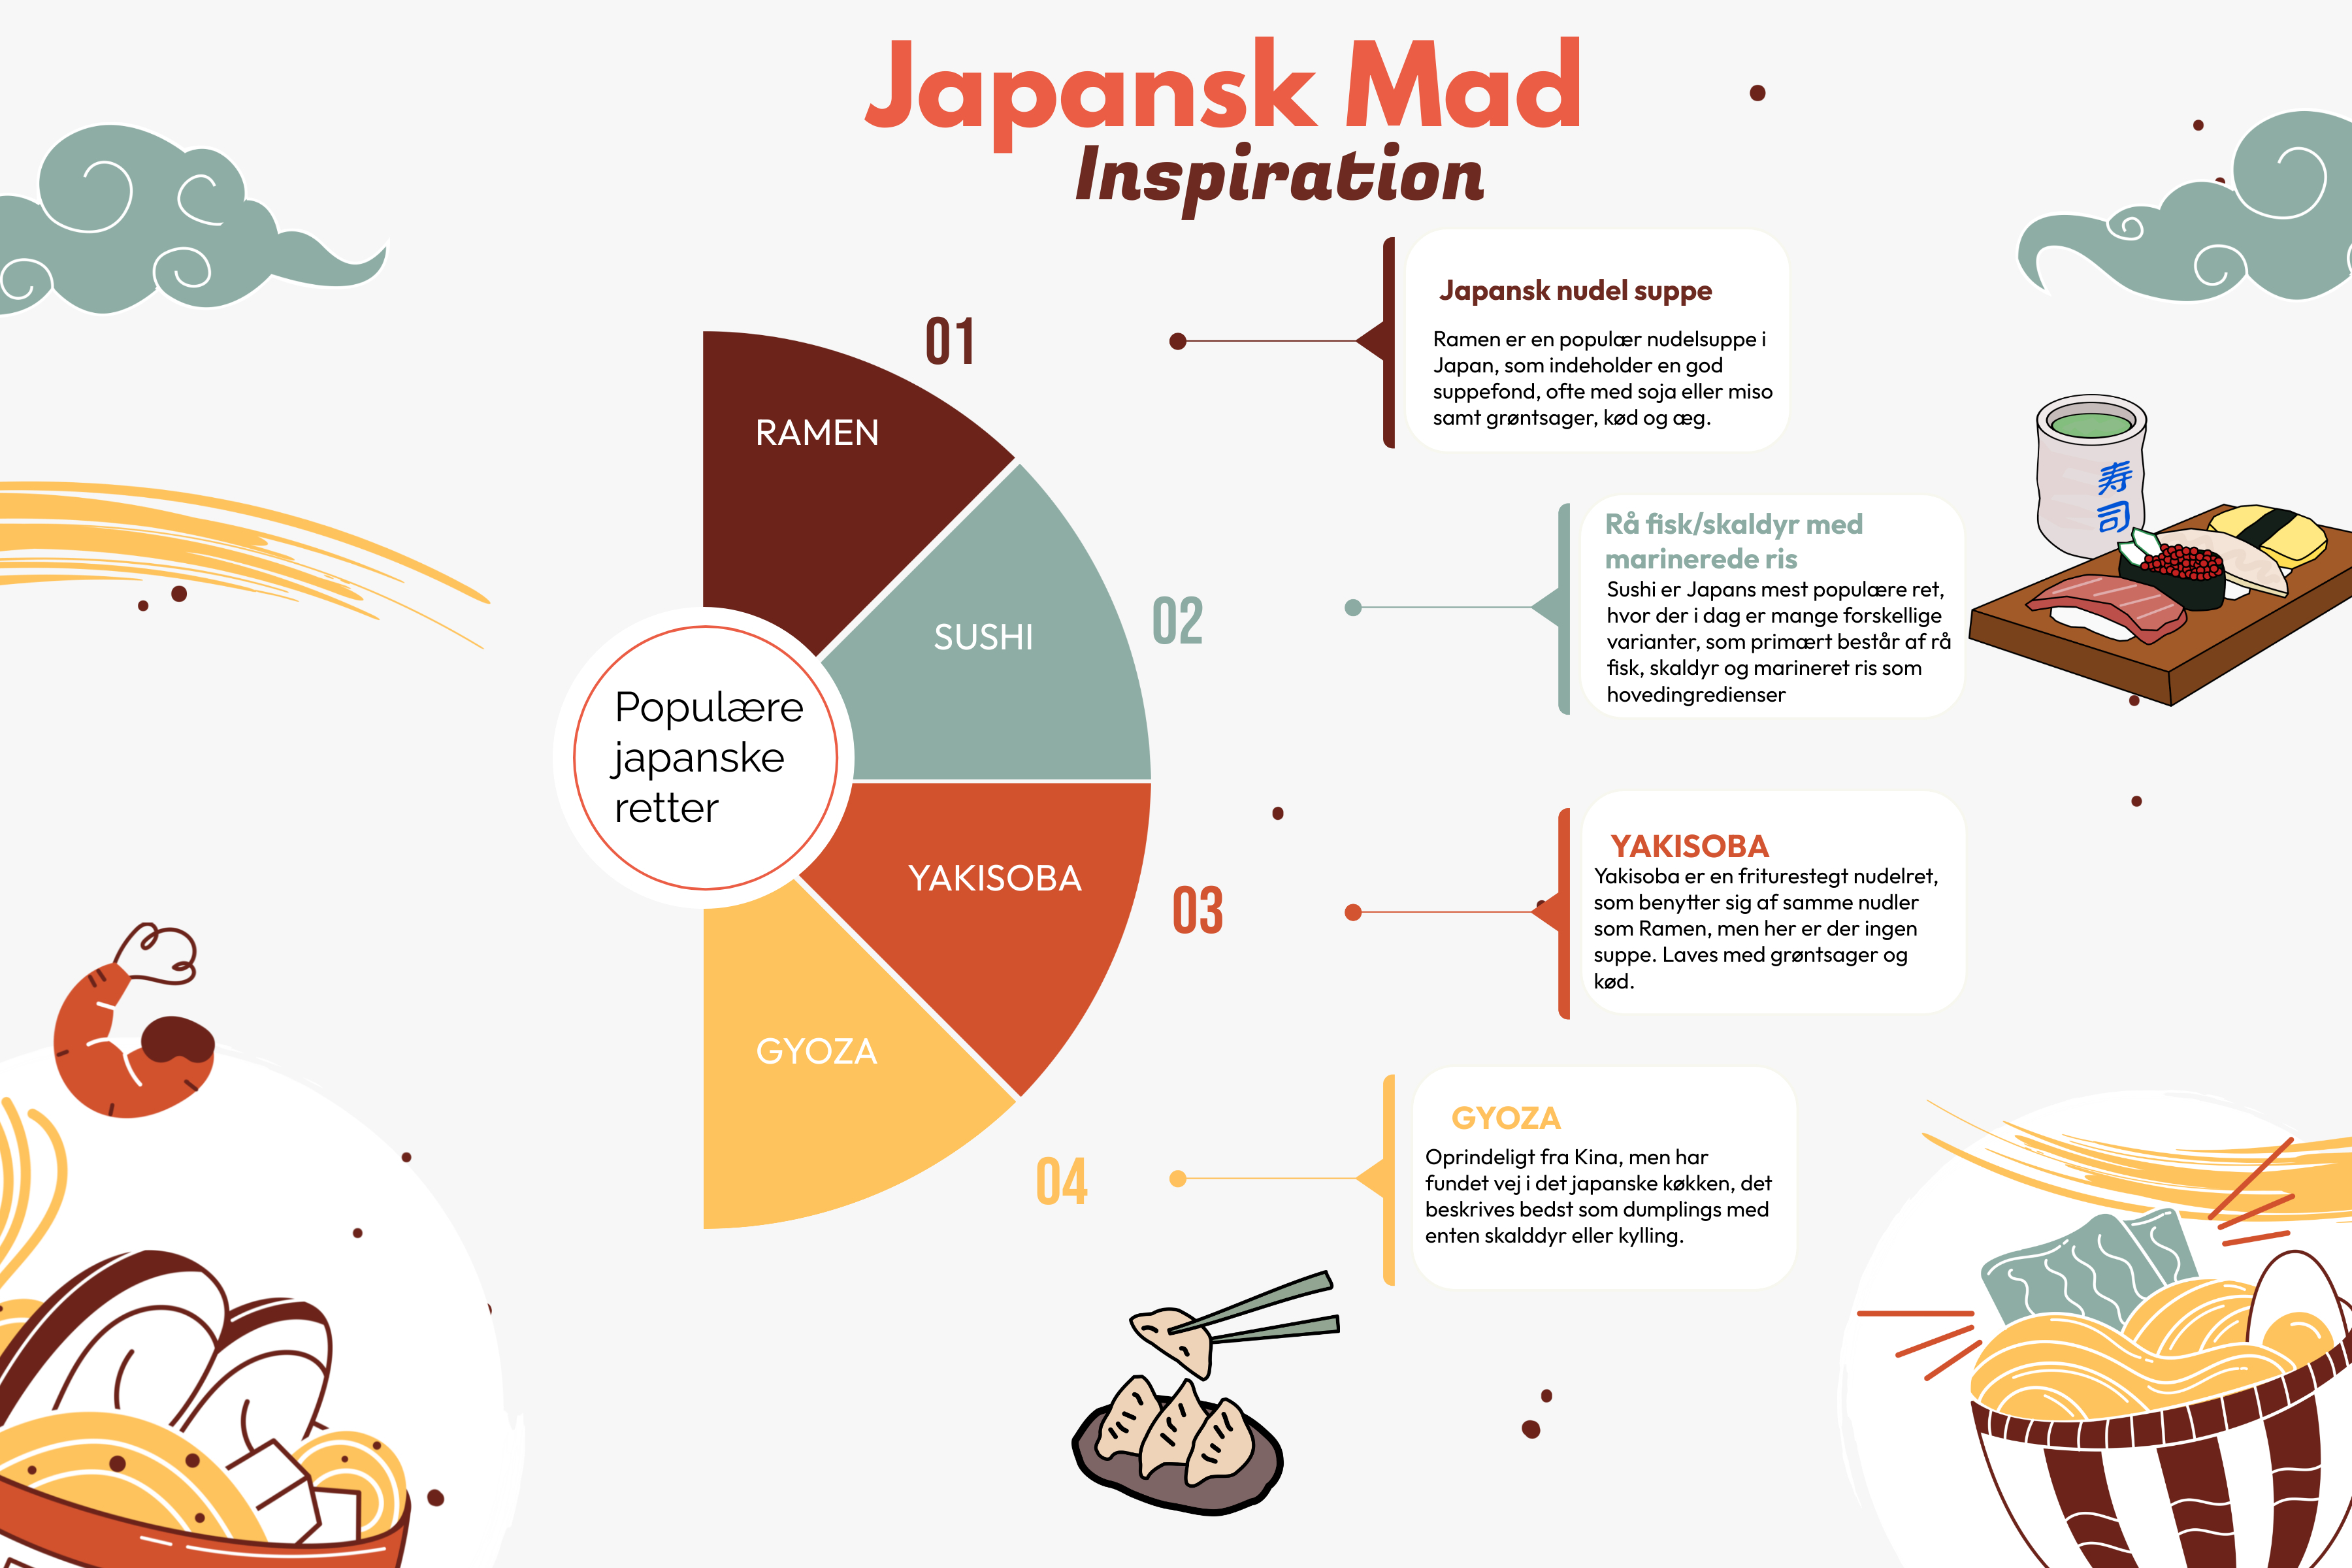 Japansk Mad
Inspiration
01
RAMEN
Japansk nudel suppe
Ramen er en populær nudelsuppe i
Japan, som indeholder en god
suppefond, ofte med soja eller miso
samt grøntsager, kød og æg.
02
SUSHI
Rå fisk/skaldyr med
marinerede ris
Sushi er Japans mest populære ret,
hvor der i dag er mange forskellige
varianter, som primært består af rå
fisk, skaldyr og marineret ris som
hovedingredienser
寿
司
Populære
japanske
retter
03
YAKISOBA
YAKISOBA
Yakisoba er en friturestegt nudelret,
som benytter sig af samme nudler
som Ramen, men her er der ingen
suppe. Laves med grøntsager og
kød.
04
GYOZA
GYOZA
Oprindeligt fra Kina, men har
fundet vej i det japanske køkken, det
beskrives bedst som dumplings med
enten skalddyr eller kylling.